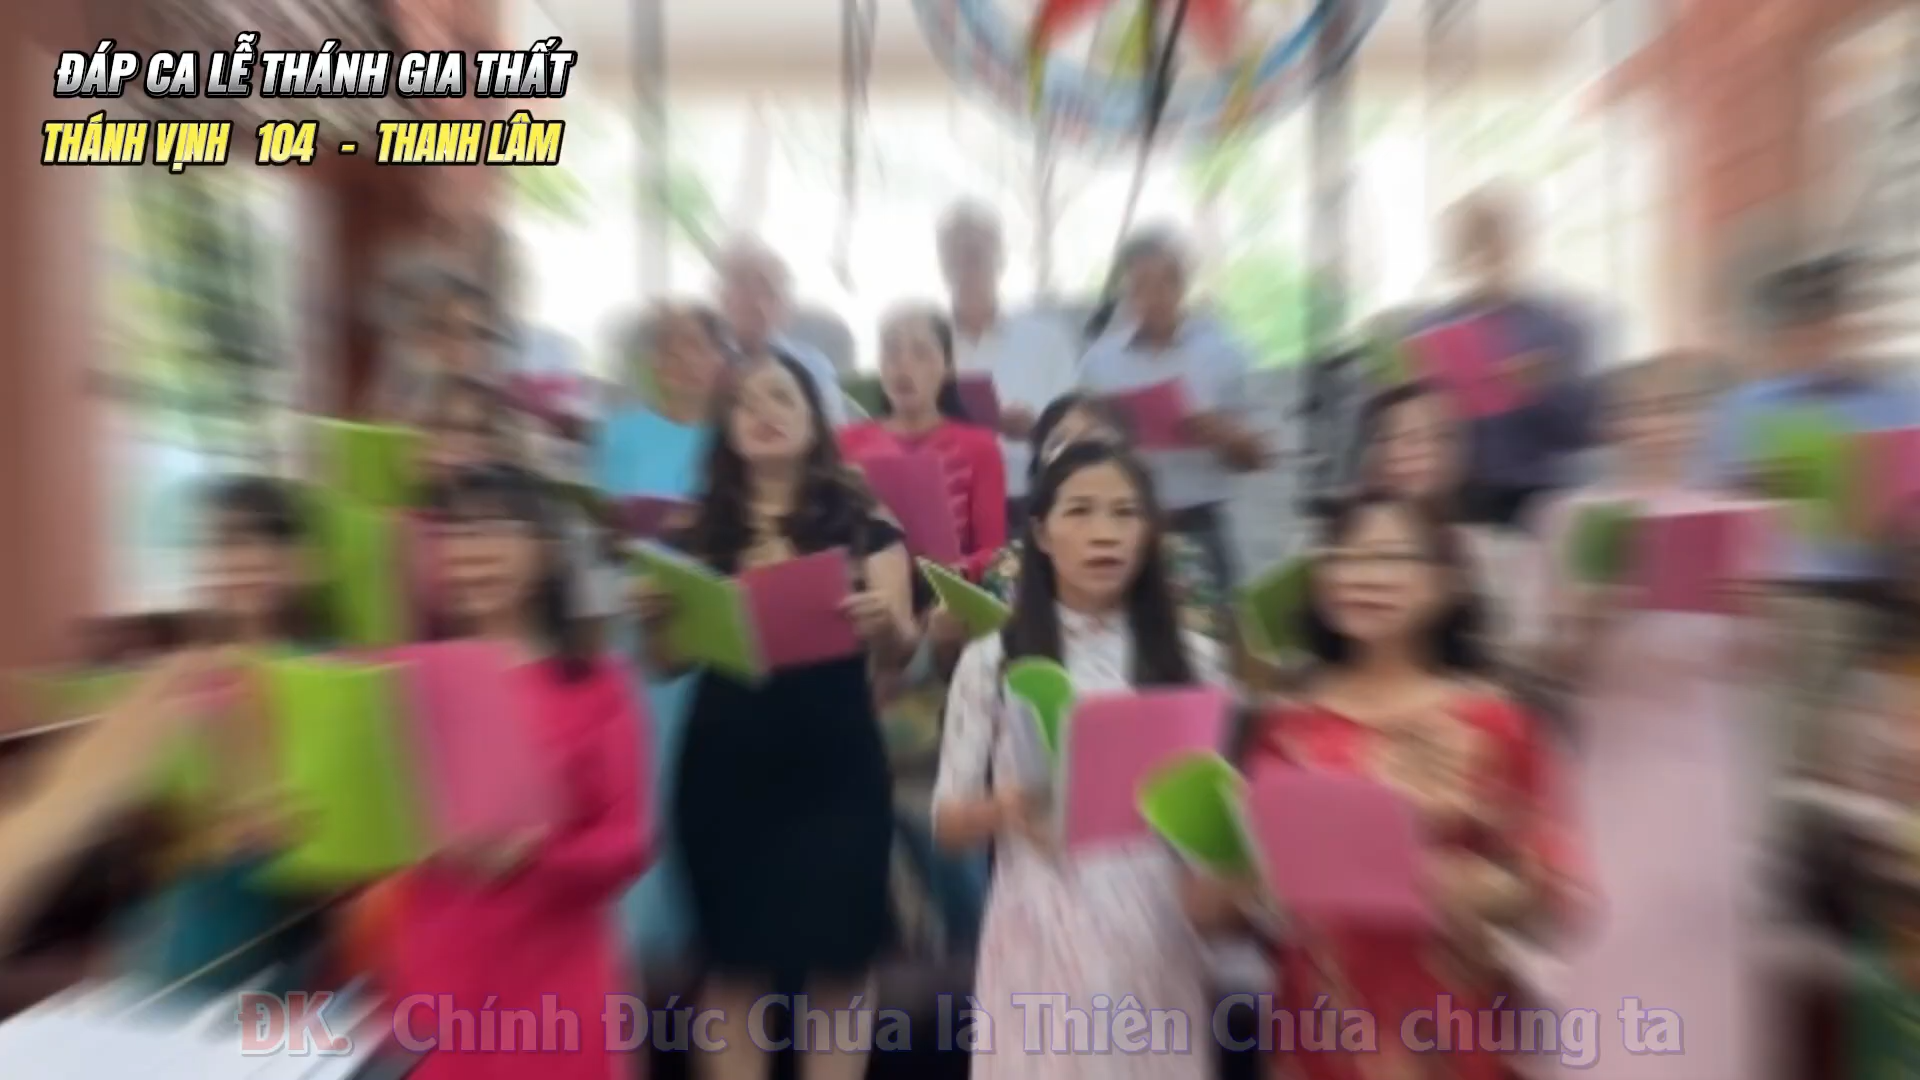 ĐÁP CA LỄ THÁNH GIA THẤT
THÁNH VỊNH 104 - THANH LÂM
ĐK. Chính Đức Chúa là Thiên Chúa chúng ta